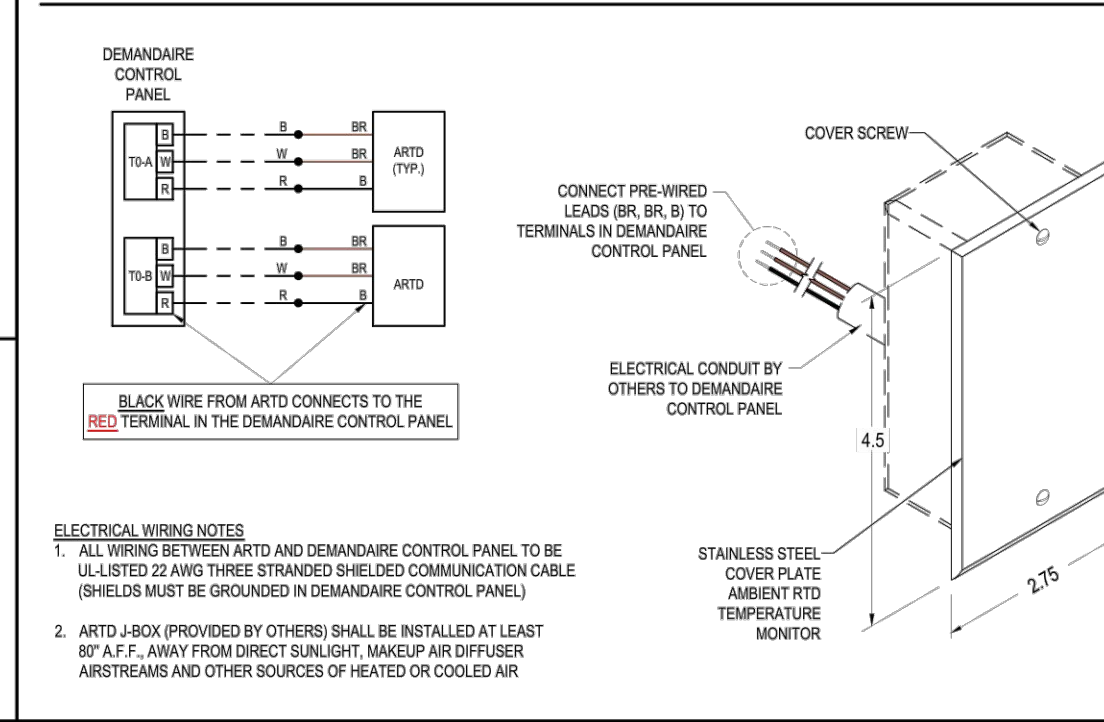 DEMANDAIRE
CONTROL
PANEL
T0-A
B
W
R
B
W
R
BR
BR
B
ARTD
(TYP.)
T0-B
B
W
R
B
W
R
BR
BR
B
ARTD
BLACK WIRE FROM ARTD CONNECTS TO THE
RED TERMINAL IN THE DEMANDAIRE CONTROL PANEL
ELECTRICAL WIRING NOTES
1. ALL WIRING BETWEEN ARTD AND DEMANDAIRE CONTROL PANEL TO BE
UL-LISTED 22 AWG THREE STRANDED SHIELDED COMMUNICATION CABLE
(SHIELDS MUST BE GROUNDED IN DEMANDAIRE CONTROL PANEL)
2. ARTD J-BOX (PROVIDED BY OTHERS) SHALL BE INSTALLED AT LEAST
80" A.F.F., AWAY FROM DIRECT SUNLIGHT, MAKEUP AIR DIFFUSER
AIRSTREAMS AND OTHER SOURCES OF HEATED OR COOLED AIR
COVER SCREW
CONNECT PRE-WIRED
LEADS (BR, BR, B) TO
TERMINALS IN DEMANDAIRE
CONTROL PANEL
ELECTRICAL CONDUIT BY
OTHERS TO DEMANDAIRE
CONTROL PANEL
4.5
STAINLESS STEEL
COVER PLATE
AMBIENT RTD
TEMPERATURE
MONITOR
2.75